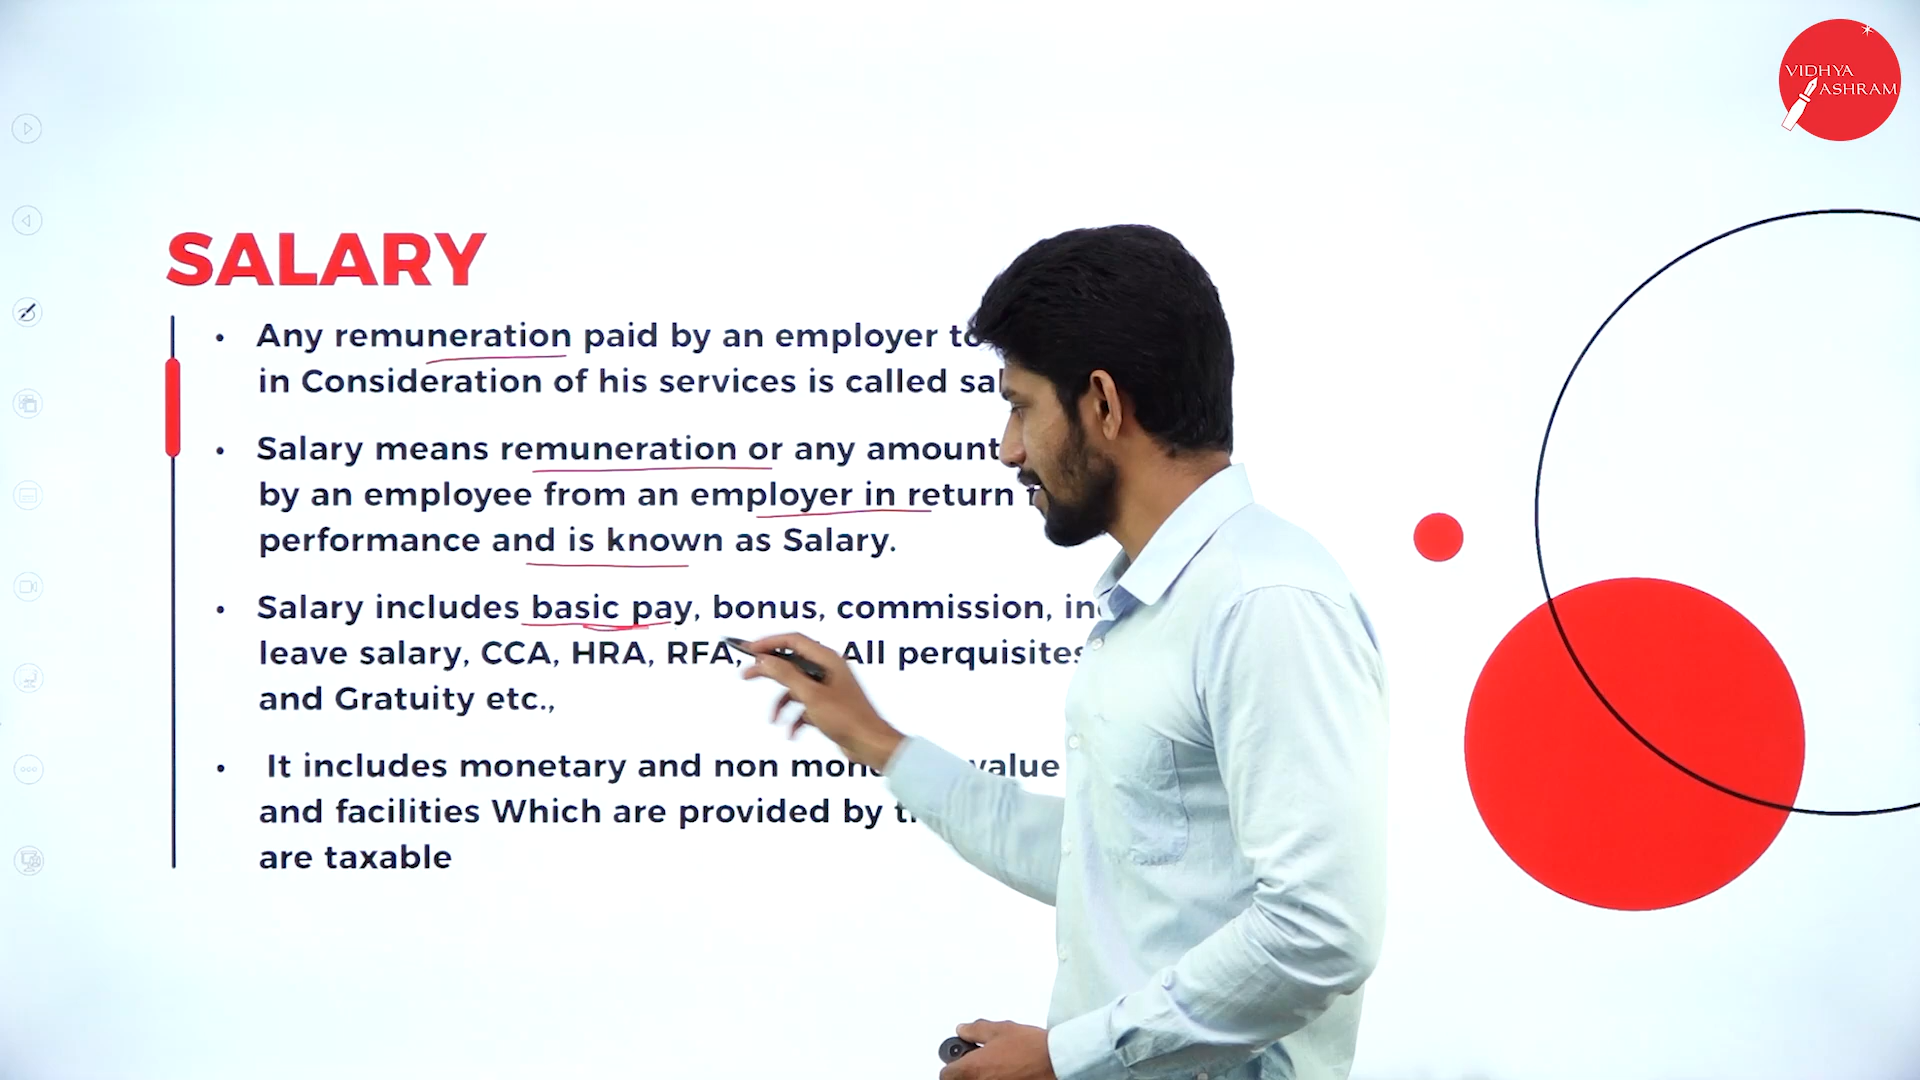 VIDHYA
ASHRAM
SALARY
• Any remuneration paid by an employer to
in Consideration of his services is called
• Salary means remuneration or any amount
by an employee from an employer in return
performance and is known as Salary.
• Salary includes basic pay, bonus, commission,
leave salary, CCA, HRA, RFA, All perquisites
and Gratuity etc.,
• It includes monetary and non value
and facilities Which are provided by
are taxable